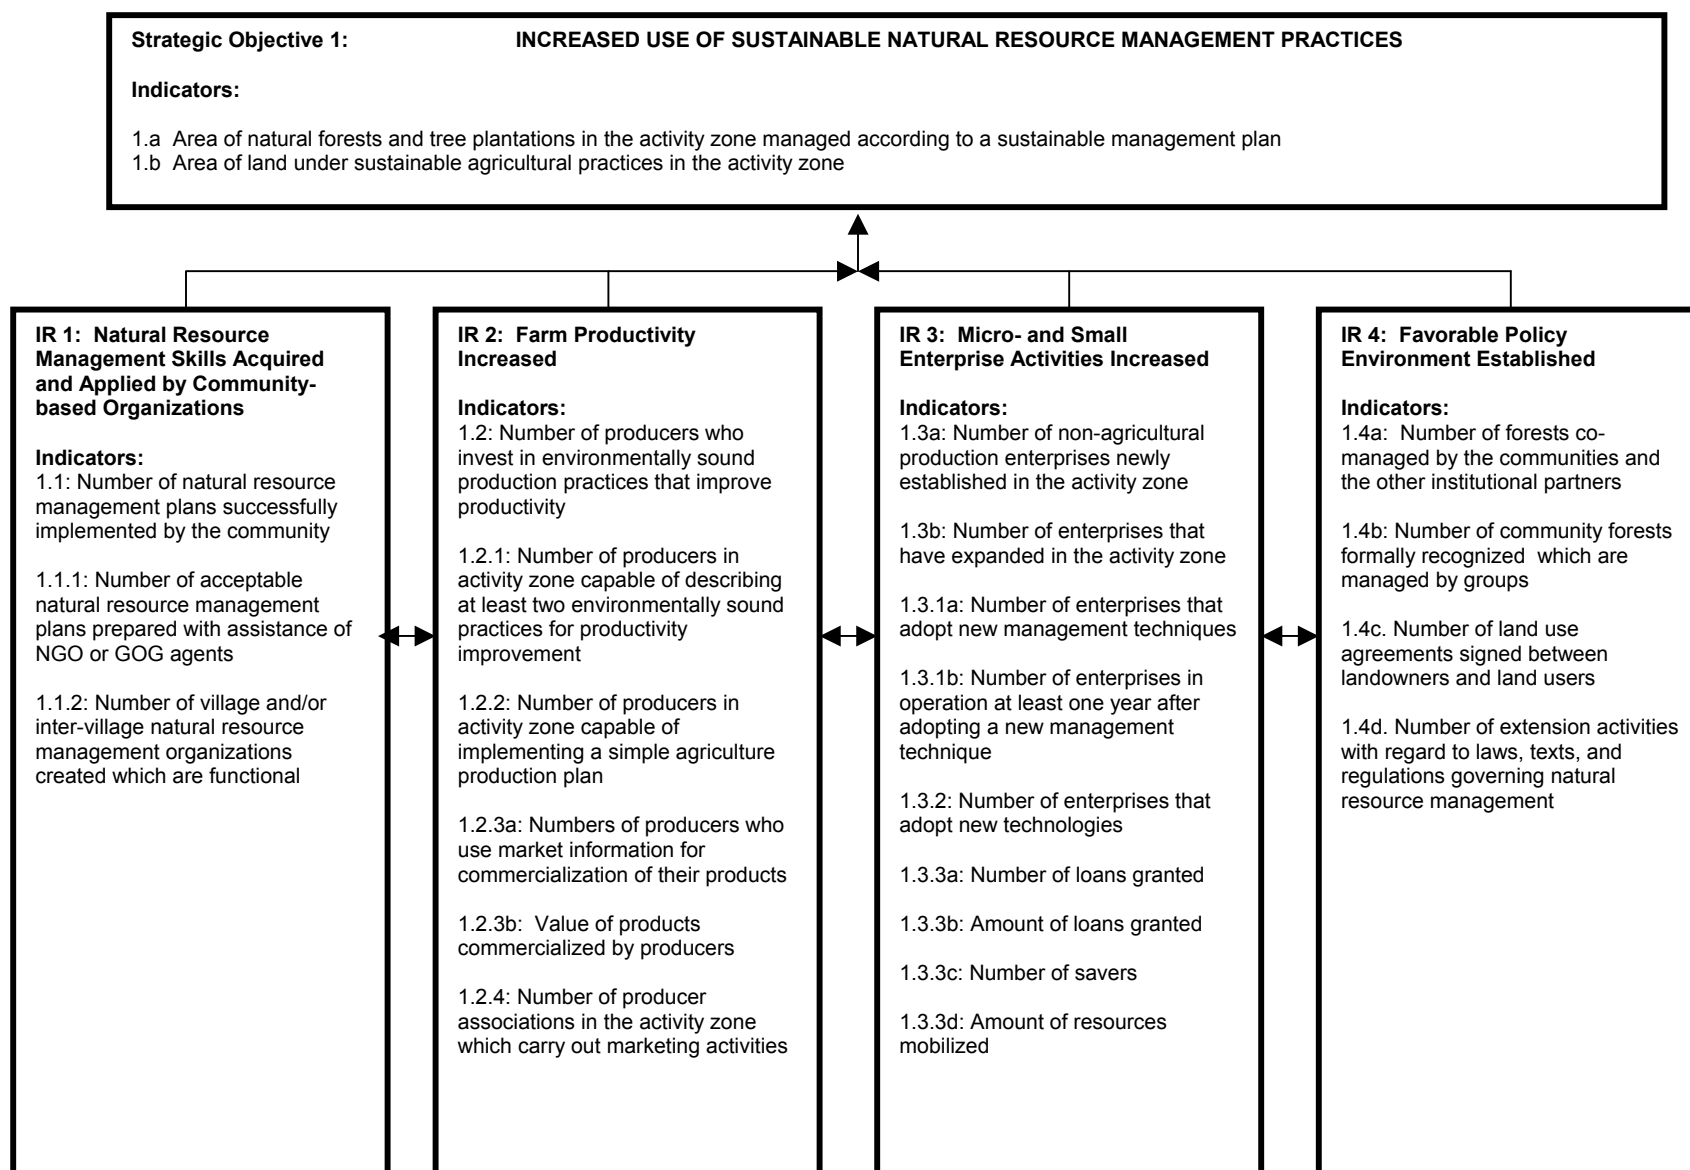 Strategic Objective 1: INCREASED USE OF SUSTAINABLE NATURAL RESOURCE MANAGEMENT PRACTICES
Indicators:
1.a Area of natural forests and tree plantations in the activity zone managed according to a sustainable management plan
1.b Area of land under sustainable agricultural practices in the activity zone
IR 1: Natural Resource
Management Skills Acquired
and Applied by Community-
based Organizations
Indicators:
1.1: Number of natural resource
management plans successfully
implemented by the community
1.1.1: Number of acceptable
natural resource management
plans prepared with assistance of
NGO or GOG agents
1.1.2: Number of village and/or
inter-village natural resource
management organizations
created which are functional
IR 2: Farm Productivity
Increased
Indicators:
1.2: Number of producers who
invest in environmentally sound
production practices that improve
productivity
1.2.1: Number of producers in
activity zone capable of describing
at least two environmentally sound
practices for productivity
improvement
1.2.2: Number of producers in
activity zone capable of
implementing a simple agriculture
production plan
1.2.3a: Numbers of producers who
use market information for
commercialization of their products
1.2.3b: Value of products
commercialized by producers
1.2.4: Number of producer
associations in the activity zone
which carry out marketing activities
IR 3: Micro- and Small
Enterprise Activities Increased
Indicators:
1.3a: Number of non-agricultural
production enterprises newly
established in the activity zone
1.3b: Number of enterprises that
have expanded in the activity zone
1.3.1a: Number of enterprises that
adopt new management techniques
1.3.1b: Number of enterprises in
operation at least one year after
adopting a new management
technique
1.3.2: Number of enterprises that
adopt new technologies
1.3.3a: Number of loans granted
1.3.3b: Amount of loans granted
1.3.3c: Number of savers
1.3.3d: Amount of resources
mobilized
IR 4: Favorable Policy
Environment Established
Indicators:
1.4a: Number of forests co-
managed by the communities and
the other institutional partners
1.4b: Number of community forests
formally recognized which are
managed by groups
1.4c. Number of land use
agreements signed between
landowners and land users
1.4d. Number of extension activities
with regard to laws, texts, and
regulations governing natural
resource management